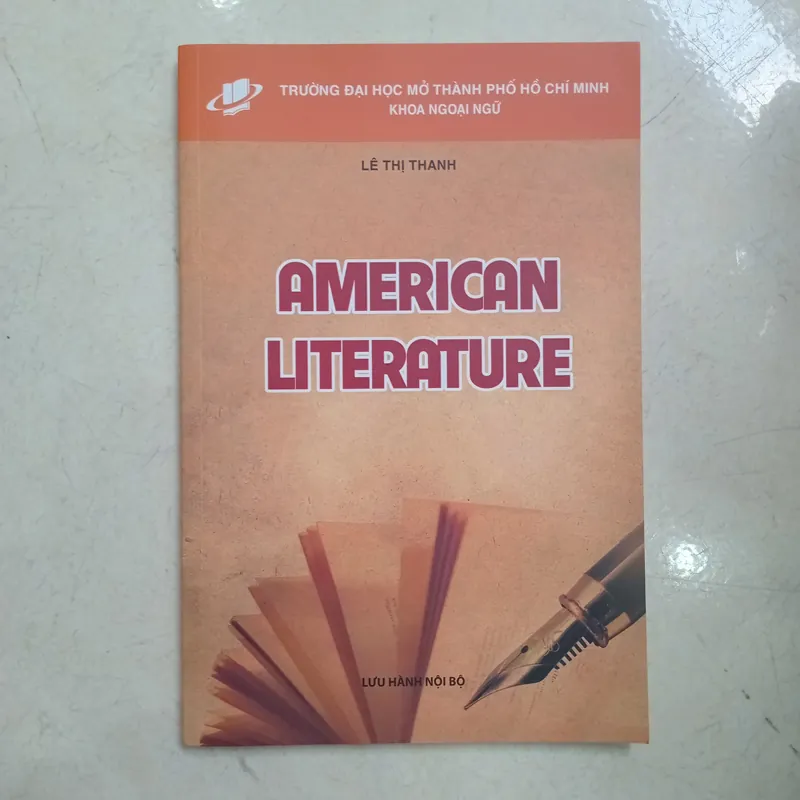 TRƯỜNG ĐẠI HỌC MỞ THÀNH PHỐ HỒ CHÍ MINH
KHOA NGOẠI NGỮ
LÊ THỊ THANH
AMERICAN
LITERATURE
LƯU HÀNH NỘI BỘ